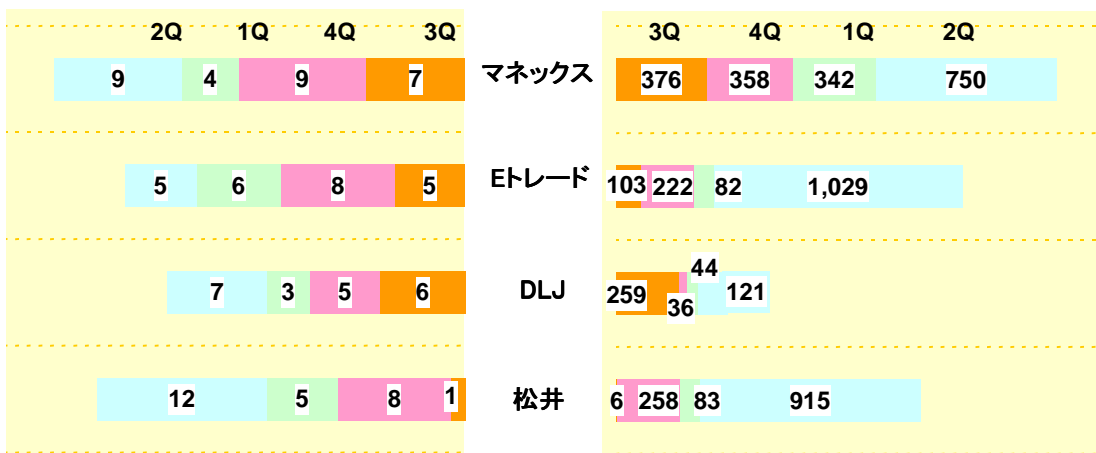 2Q 1Q 4Q 3Q 3Q 4Q 1Q 2Q
9 4 9 7 マネックス 376 358 342 750
5 6 8 5 Eトレード 103 222 82 1,029
7 3 5 6 DLJ 259 36 44 121
12 5 8 1 松井 6 258 83 915